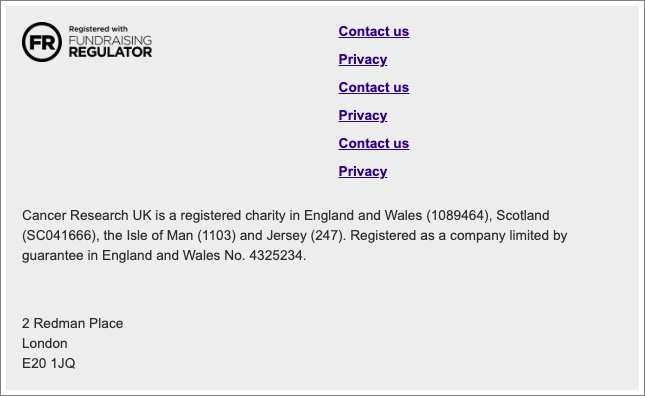 FR
Registered with
FUNDRAISING
REGULATOR
Contact us
Privacy
Contact us
Privacy
Contact us
Privacy
Cancer Research UK is a registered charity in England and Wales (1089464), Scotland
(SC041666), the Isle of Man (1103) and Jersey (247). Registered as a company limited by
guarantee in England and Wales No. 4325234.
2 Redman Place
London
E20 1JQ